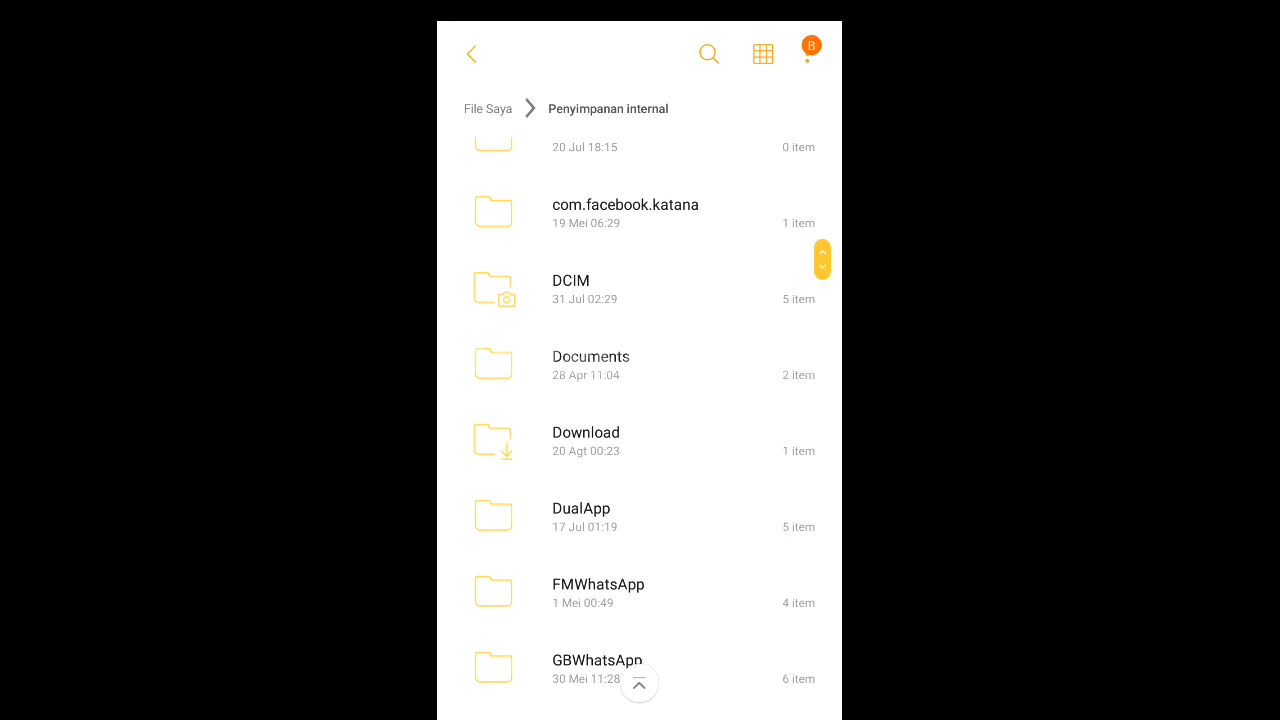 B
File Saya Penyimpanan internal
20 Jul 18:15 0 item
com.facebook.katana
19 Mei 06:29 1 item
DCIM
31 Jul 02:29 5 item
Documents
28 Apr 11:04 2 item
Download
20 Agt 00:23 1 item
DualApp
17 Jul 01:19 5 item
FMWhatsApp
1 Mei 00:49 4 item
GBWhatsApp
30 Mei 11:28 6 item